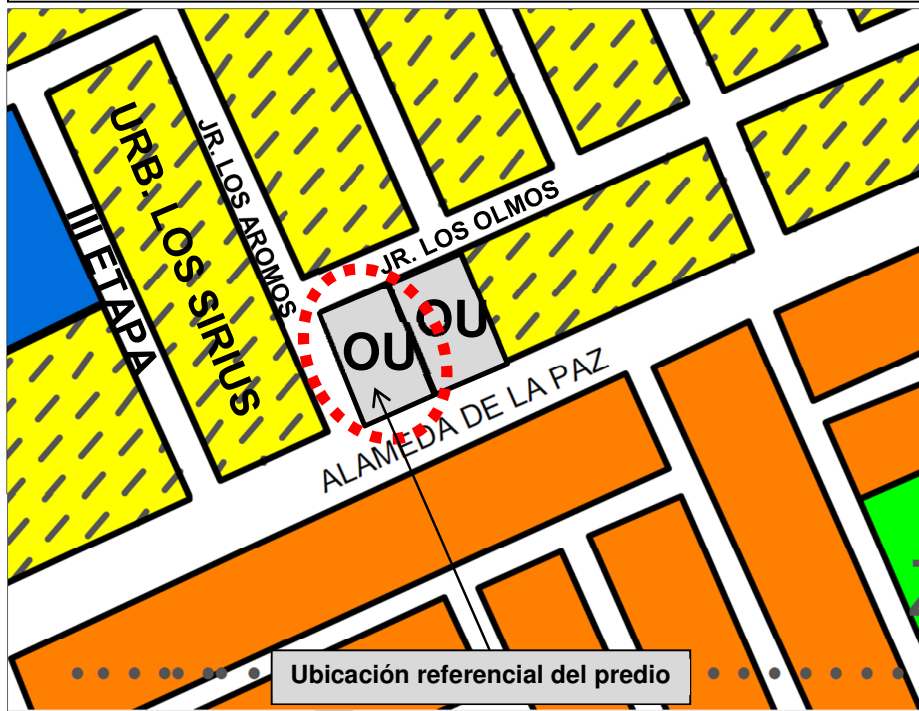 URB. LOS SIRIUS
III ETAPA
JR. LOS AROMOS
JR. LOS OLMOS
OU
OU
ALAMEDA DE LA PAZ
Ubicación referencial del predio